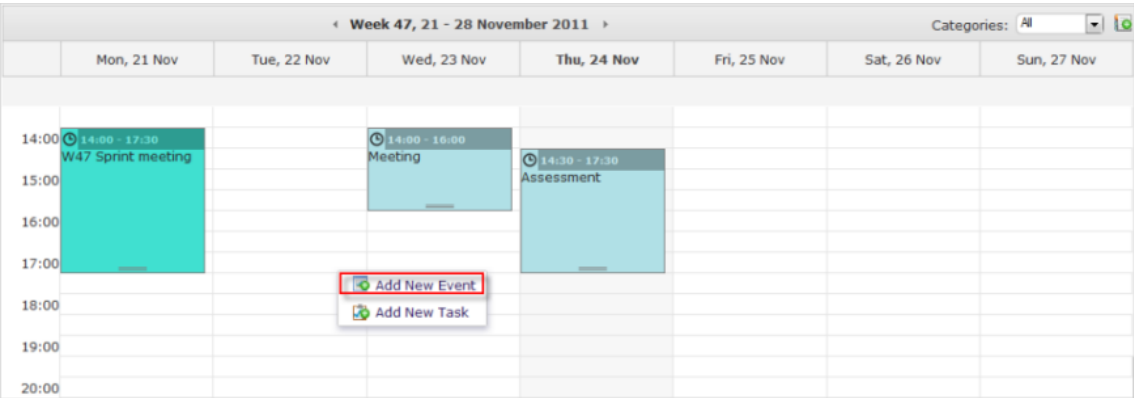 Week 47, 21 - 28 November 2011
Categories: All
Mon, 21 Nov Tue, 22 Nov Wed, 23 Nov Thu, 24 Nov Fri, 25 Nov Sat, 26 Nov Sun, 27 Nov
14:00 14:00 - 17:30 14:00 - 16:00
W47 Sprint meeting Meeting
14:30 - 17:30
15:00 Assessment
16:00
17:00
Add New Event
18:00 Add New Task
19:00
20:00